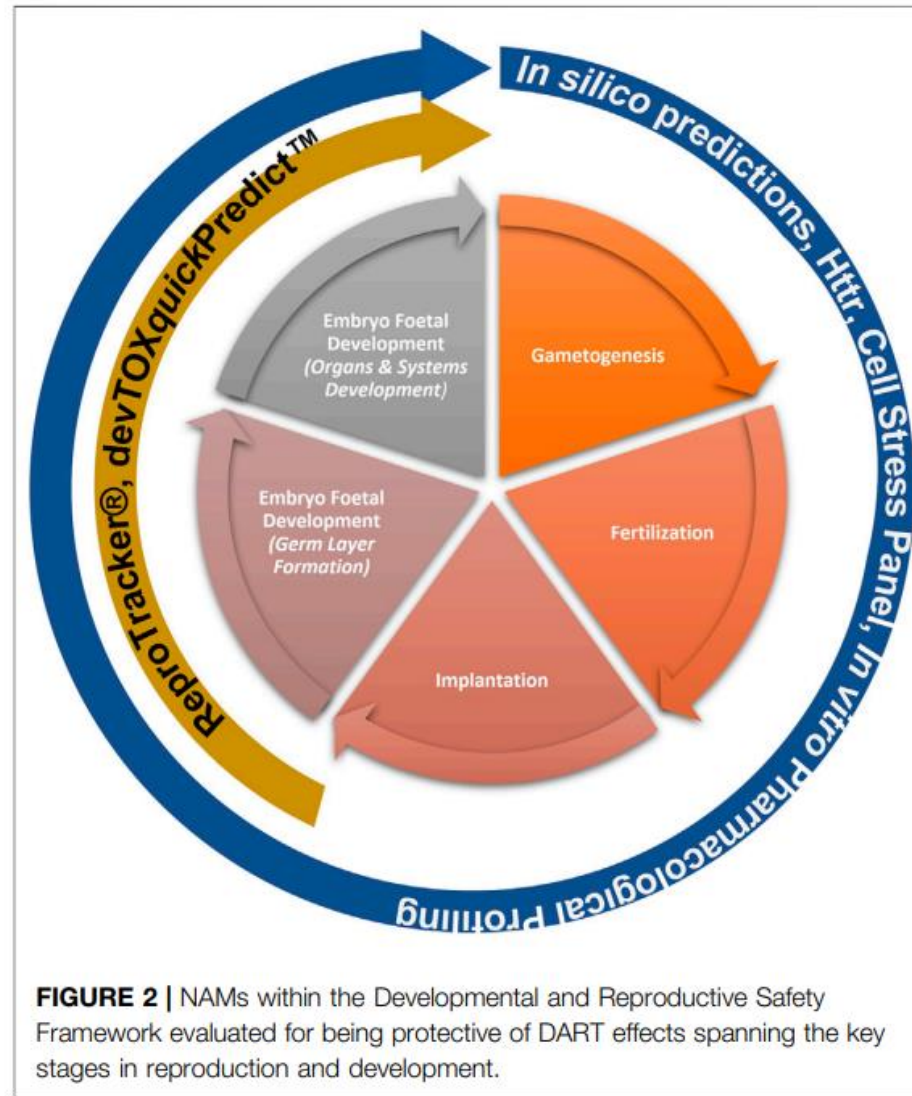 In silico predictions, Httr, Cell Stress Panel, In vitro Pharmacological Profiling
ReproTracker®, devTOXquickPredict™
Gametogenesis
Fertilization
Implantation
Embryo Foetal
Development
(Germ Layer
Formation)
Embryo Foetal
Development
(Organs & Systems
Development)
FIGURE 2 | NAMs within the Developmental and Reproductive Safety
Framework evaluated for being protective of DART effects spanning the key
stages in reproduction and development.